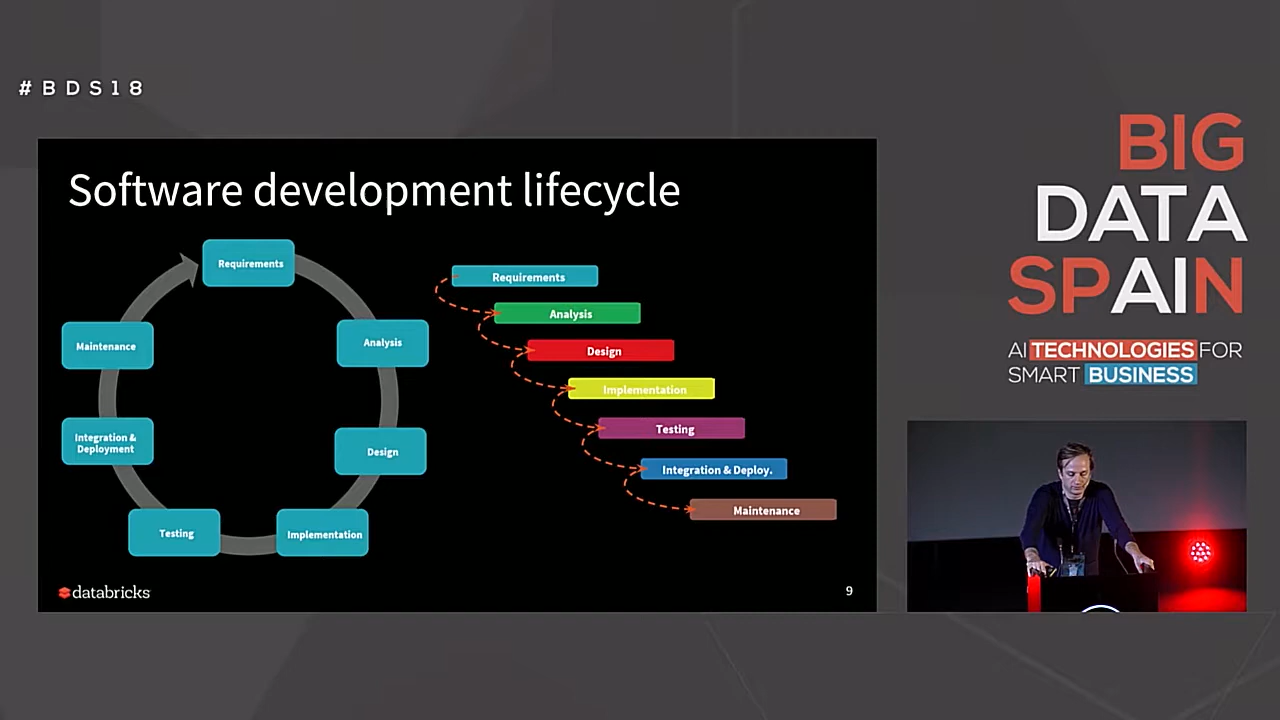 #BDS18
Software development lifecycle
Requirements
Analysis
Design
Implementation
Testing
Integration &
Deployment
Maintenance
Requirements
Analysis
Design
Implementation
Testing
Integration & Deploy.
Maintenance
databricks
9
BIG
DATA
SPAIN
AI TECHNOLOGIES FOR
SMART BUSINESS